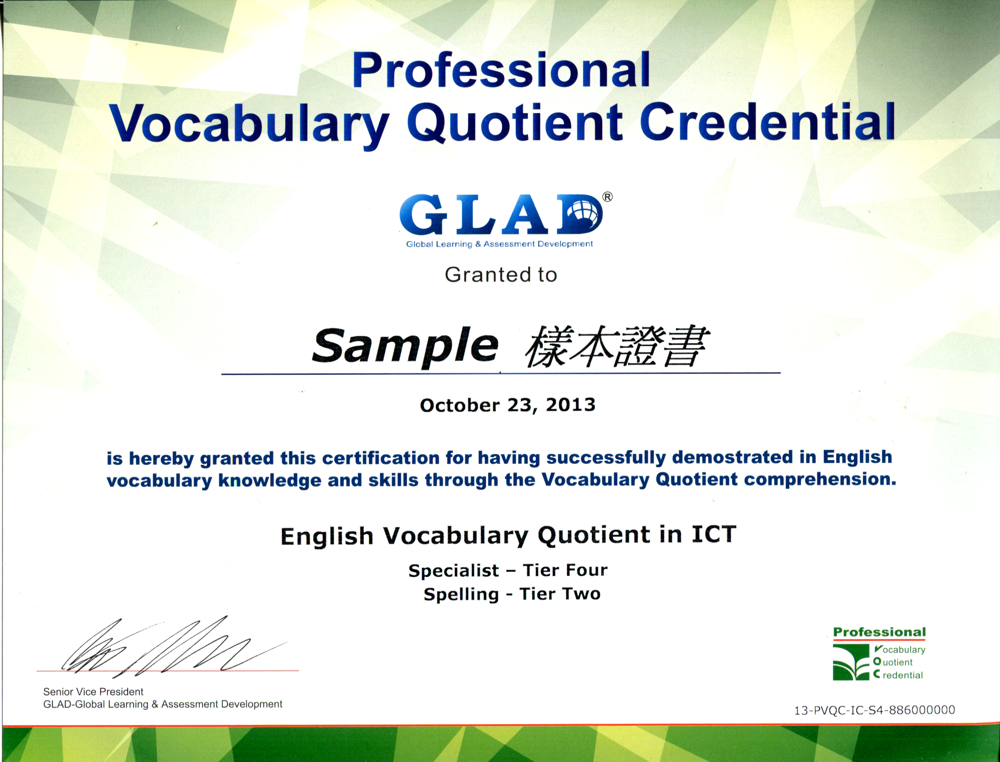 Professional
Vocabulary Quotient Credential
GLAD®
Global Learning & Assessment Development
Granted to
Sample 樣本證書
October 23, 2013
is hereby granted this certification for having successfully demostrated in English
vocabulary knowledge and skills through the Vocabulary Quotient comprehension.
English Vocabulary Quotient in ICT
Specialist – Tier Four
Spelling - Tier Two
Senior Vice President
GLAD-Global Learning & Assessment Development
Professional
Vocabulary
Quotient
Credential
13-PVQC-IC-S4-886000000